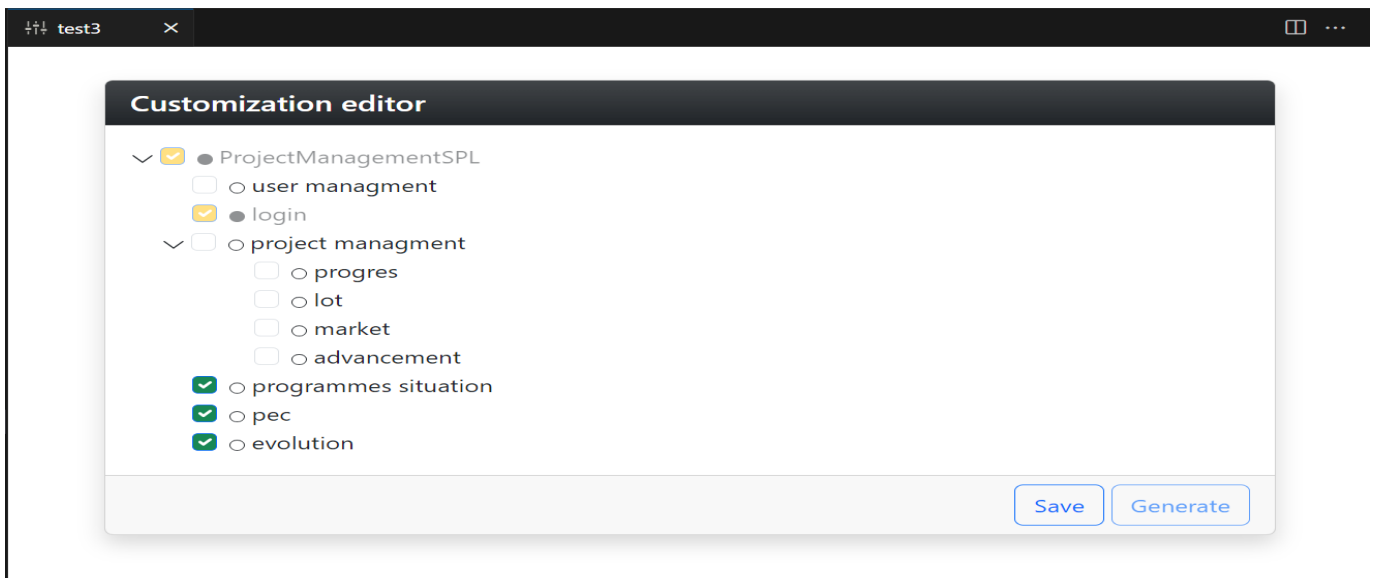 test3
Customization editor
ProjectManagementSPL
user managment
login
project managment
progres
lot
market
advancement
programmes situation
pec
evolution
Save Generate